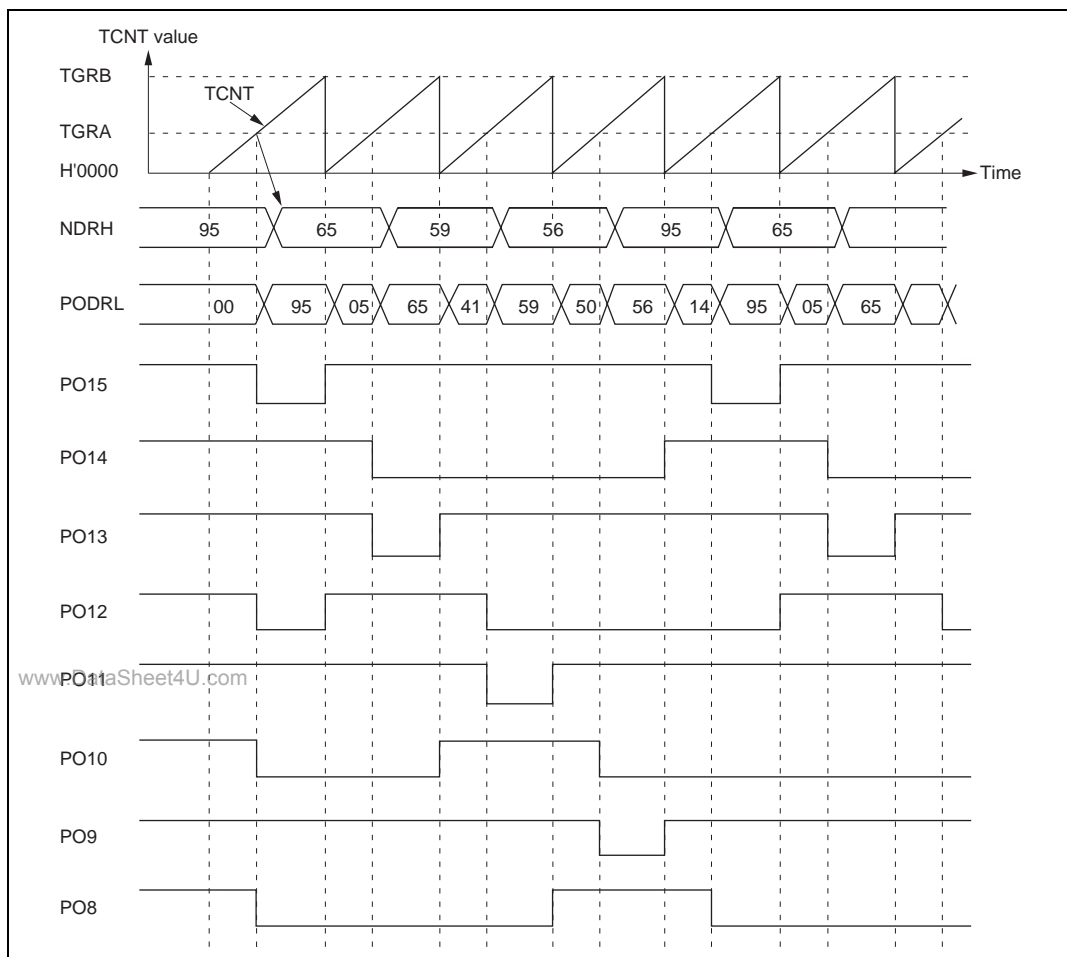 TCNT value
TGRB
TCNT
TGRA
H'0000
Time
NDRH 95 65 59 56 95 65
PODRL 00 95 05 65 41 59 50 56 14 95 05 65
PO15
PO14
PO13
PO12
www.DataSheet4U.com
PO11
PO10
PO9
PO8